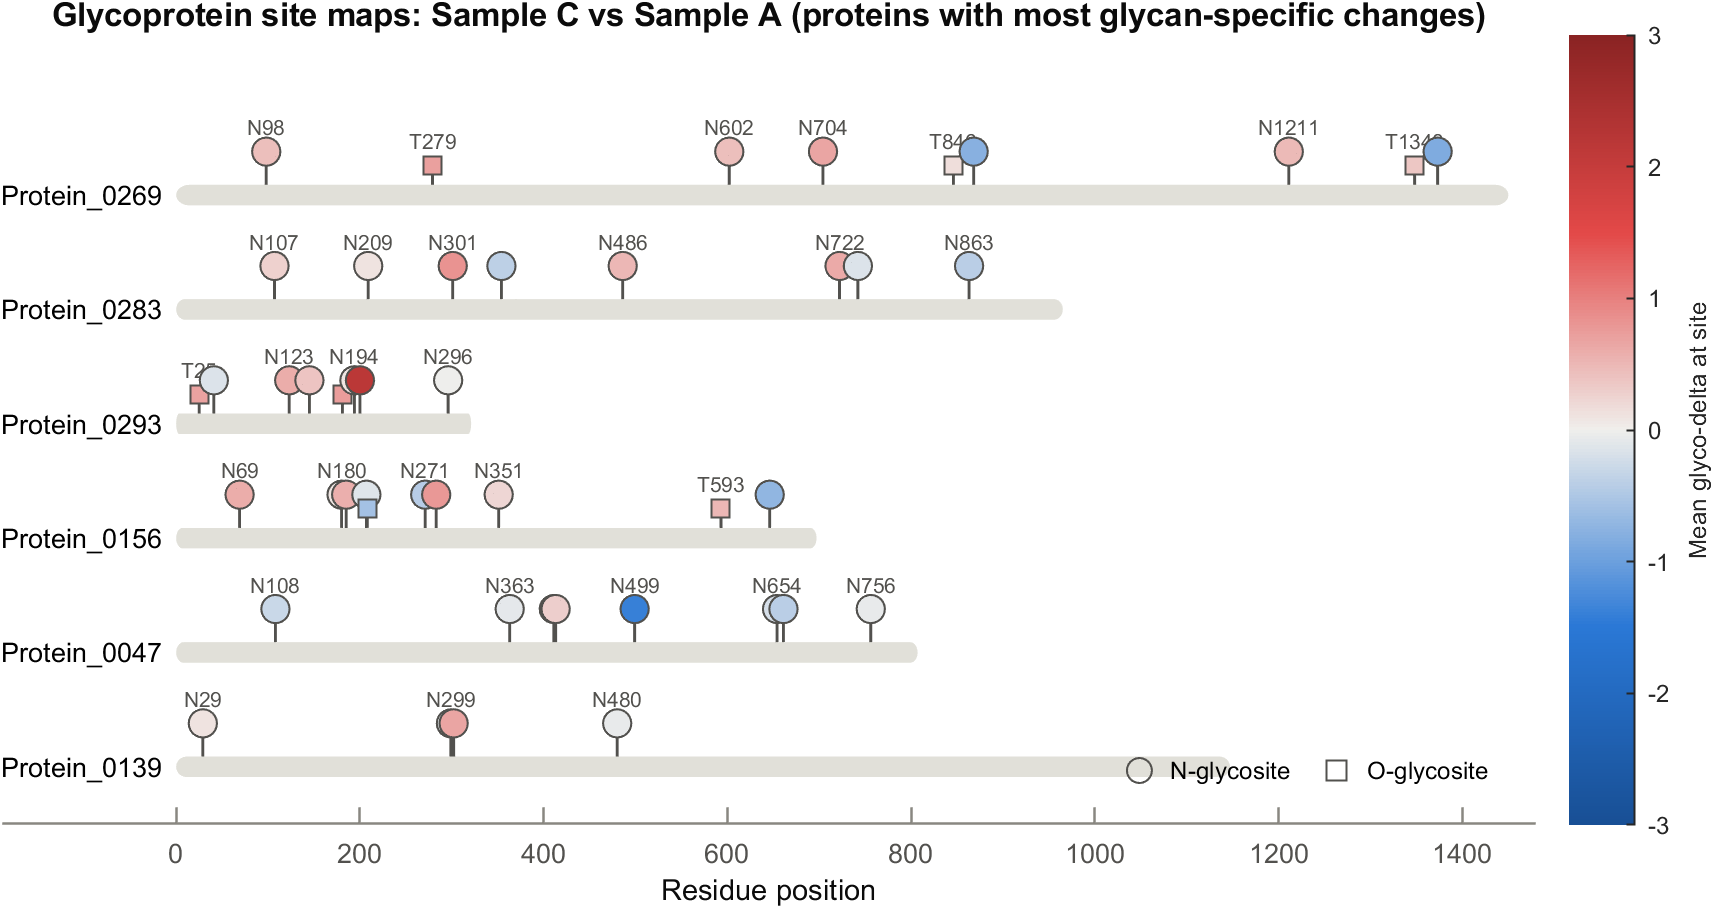 Glycoprotein site maps: Sample C vs Sample A (proteins with most glycan-specific changes)
N98 T279 N602 N704 N1211
Protein_0269
N107 N209 N301 N486 N722 N863
Protein_0283
N123 N194 N296
Protein_0293
N69 N180 N271 N351 T593
Protein_0156
N108 N363 N499 N654 N756
Protein_0047
N29 N299 N480
Protein_0139
N-glycosite O-glycosite
0 200 400 600 800 1000 1200 1400
Residue position
3
2
1
0
-1
-2
-3
Mean glyco-delta at site